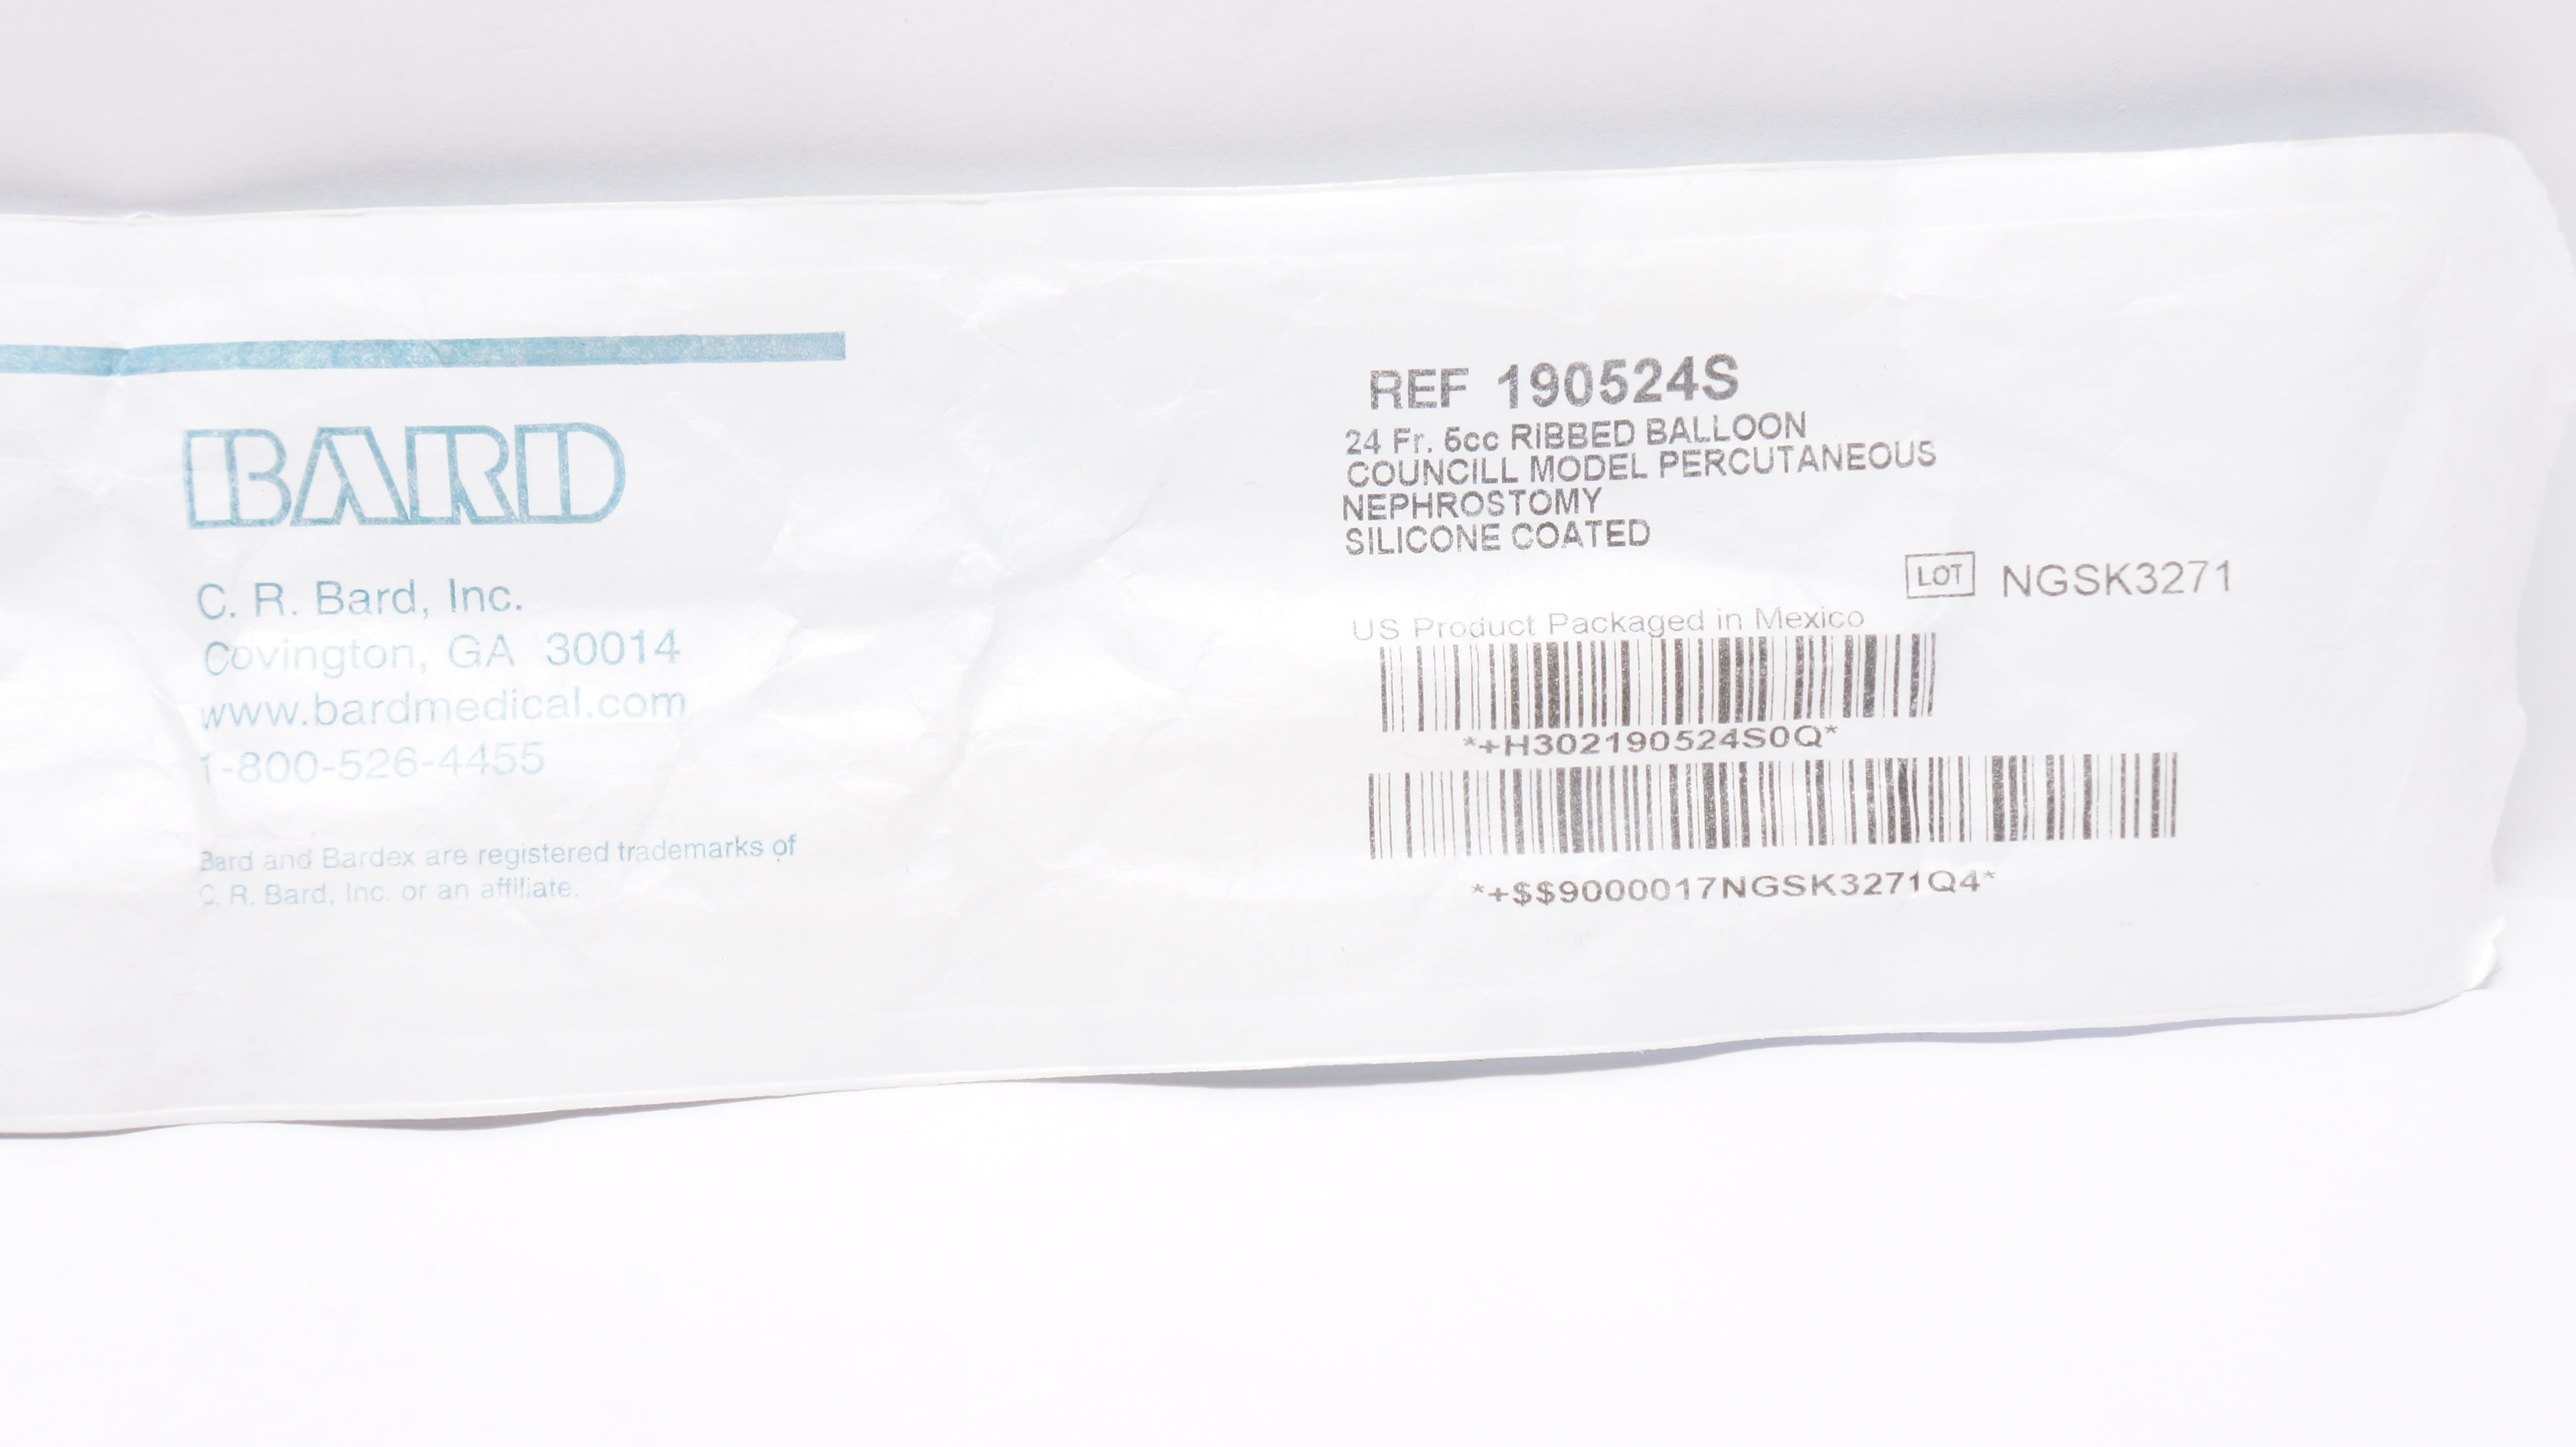 BARD
C. R. Bard, Inc.
Covington, GA 30014
www.bardmedical.com
1-800-526-4455
Bard and Bardex are registered trademarks of
C. R. Bard, Inc. or an affiliate.
REF 190524S
24 Fr. 5cc RIBBED BALLOON
COUNCILL MODEL PERCUTANEOUS
NEPHROSTOMY
SILICONE COATED
LOT NGSK3271
US Product Packaged in Mexico
*+H302190524S0Q*
*+$$9000017NGSK3271Q4*